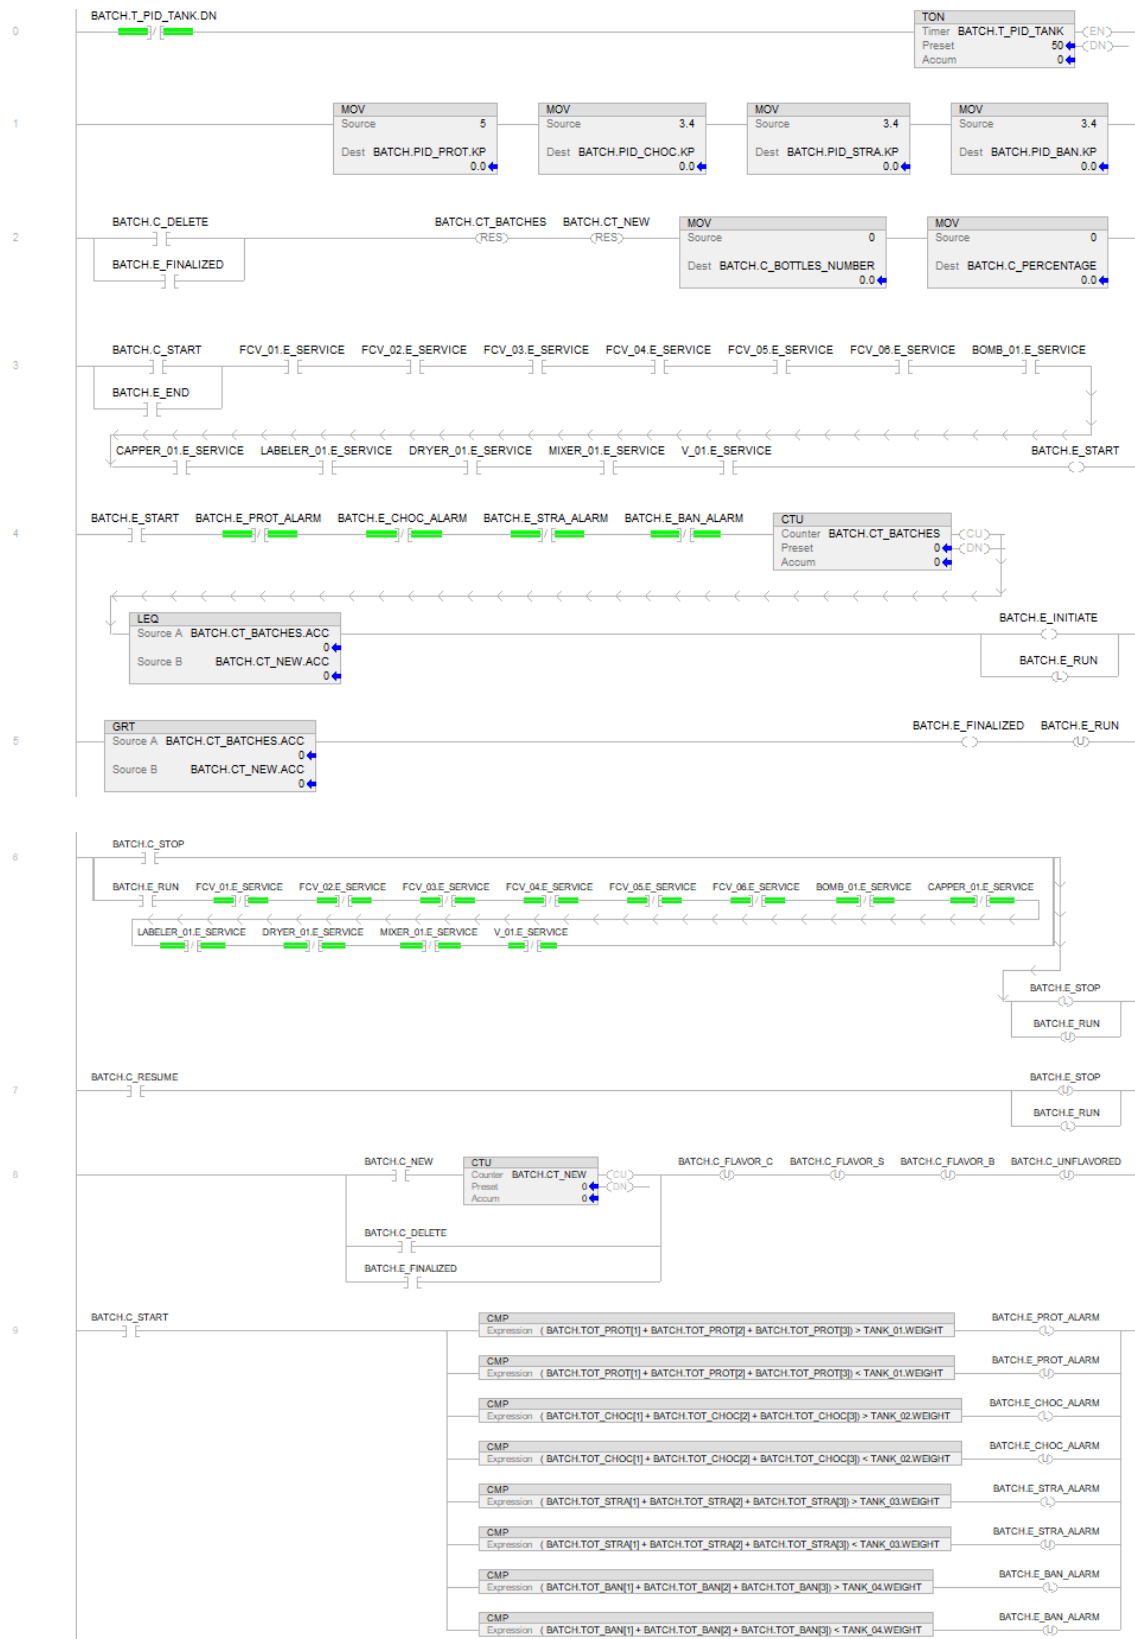 0
BATCH.T_PID_TANK.DN
TON
Timer BATCH.T_PID_TANK
Preset 50
Accum 0
(EN)
(DN)
1
MOV
Source 5
Dest BATCH.PID_PROT.KP
0.0
MOV
Source 3.4
Dest BATCH.PID_CHOC.KP
0.0
MOV
Source 3.4
Dest BATCH.PID_STRA.KP
0.0
MOV
Source 3.4
Dest BATCH.PID_BAN.KP
0.0
2
BATCH.C_DELETE
BATCH.E_FINALIZED
BATCH.CT_BATCHES
(RES)
BATCH.CT_NEW
(RES)
MOV
Source 0
Dest BATCH.C_BOTTLES_NUMBER
0.0
MOV
Source 0
Dest BATCH.C_PERCENTAGE
0.0
3
BATCH.C_START
BATCH.E_END
FCV_01.E_SERVICE
FCV_02.E_SERVICE
FCV_03.E_SERVICE
FCV_04.E_SERVICE
FCV_05.E_SERVICE
FCV_06.E_SERVICE
BOMB_01.E_SERVICE
CAPPER_01.E_SERVICE
LABELER_01.E_SERVICE
DRYER_01.E_SERVICE
MIXER_01.E_SERVICE
V_01.E_SERVICE
BATCH.E_START
4
BATCH.E_START
BATCH.E_PROT_ALARM
BATCH.E_CHOC_ALARM
BATCH.E_STRA_ALARM
BATCH.E_BAN_ALARM
CTU
Counter BATCH.CT_BATCHES
Preset 0
Accum 0
(CU)
(DN)
LEQ
Source A BATCH.CT_BATCHES.ACC
0
Source B BATCH.CT_NEW.ACC
0
BATCH.E_INITIATE
BATCH.E_RUN
(L)
5
GRT
Source A BATCH.CT_BATCHES.ACC
0
Source B BATCH.CT_NEW.ACC
0
BATCH.E_FINALIZED
BATCH.E_RUN
(U)
6
BATCH.C_STOP
BATCH.E_RUN
FCV_01.E_SERVICE
FCV_02.E_SERVICE
FCV_03.E_SERVICE
FCV_04.E_SERVICE
FCV_05.E_SERVICE
FCV_06.E_SERVICE
BOMB_01.E_SERVICE
CAPPER_01.E_SERVICE
LABELER_01.E_SERVICE
DRYER_01.E_SERVICE
MIXER_01.E_SERVICE
V_01.E_SERVICE
BATCH.E_STOP
(L)
BATCH.E_RUN
(U)
7
BATCH.C_RESUME
BATCH.E_STOP
(U)
BATCH.E_RUN
(L)
8
BATCH.C_NEW
CTU
Counter BATCH.CT_NEW
Preset 0
Accum 0
(CU)
(DN)
BATCH.C_DELETE
BATCH.E_FINALIZED
BATCH.C_FLAVOR_C
(U)
BATCH.C_FLAVOR_S
(U)
BATCH.C_FLAVOR_B
(U)
BATCH.C_UNFLAVORED
(U)
9
BATCH.C_START
CMP
Expression ( BATCH.TOT_PROT[1] + BATCH.TOT_PROT[2] + BATCH.TOT_PROT[3]) > TANK_01.WEIGHT
BATCH.E_PROT_ALARM
(L)
CMP
Expression ( BATCH.TOT_PROT[1] + BATCH.TOT_PROT[2] + BATCH.TOT_PROT[3]) < TANK_01.WEIGHT
BATCH.E_PROT_ALARM
(U)
CMP
Expression ( BATCH.TOT_CHOC[1] + BATCH.TOT_CHOC[2] + BATCH.TOT_CHOC[3]) > TANK_02.WEIGHT
BATCH.E_CHOC_ALARM
(L)
CMP
Expression ( BATCH.TOT_CHOC[1] + BATCH.TOT_CHOC[2] + BATCH.TOT_CHOC[3]) < TANK_02.WEIGHT
BATCH.E_CHOC_ALARM
(U)
CMP
Expression ( BATCH.TOT_STRA[1] + BATCH.TOT_STRA[2] + BATCH.TOT_STRA[3]) > TANK_03.WEIGHT
BATCH.E_STRA_ALARM
(L)
CMP
Expression ( BATCH.TOT_STRA[1] + BATCH.TOT_STRA[2] + BATCH.TOT_STRA[3]) < TANK_03.WEIGHT
BATCH.E_STRA_ALARM
(U)
CMP
Expression ( BATCH.TOT_BAN[1] + BATCH.TOT_BAN[2] + BATCH.TOT_BAN[3]) > TANK_04.WEIGHT
BATCH.E_BAN_ALARM
(L)
CMP
Expression ( BATCH.TOT_BAN[1] + BATCH.TOT_BAN[2] + BATCH.TOT_BAN[3]) < TANK_04.WEIGHT
BATCH.E_BAN_ALARM
(U)